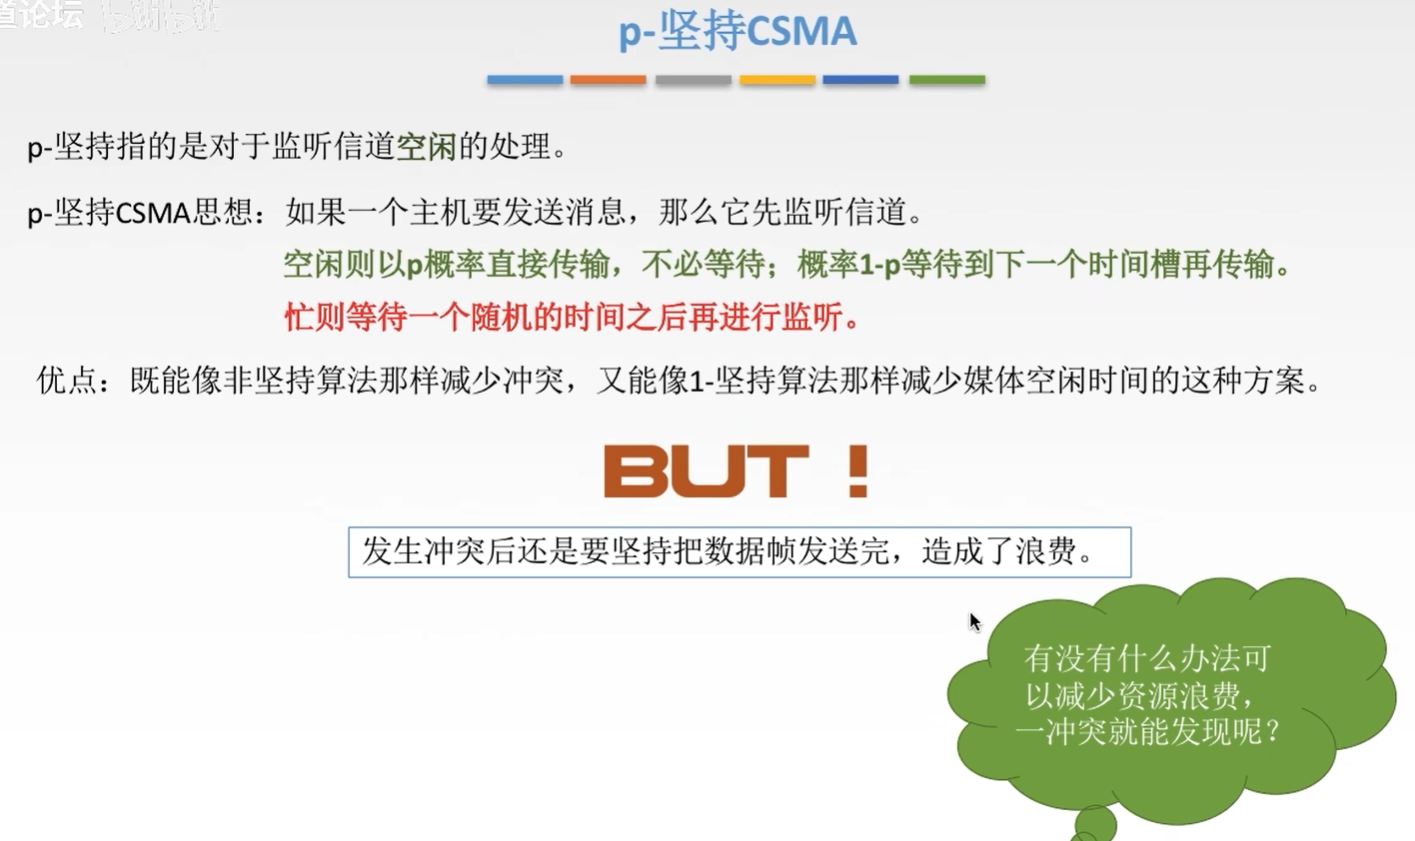 道论坛 bilibili
p-坚持CSMA
p-坚持指的是对于监听信道空闲的处理。
p-坚持CSMA思想：如果一个主机要发送消息，那么它先监听信道。
空闲则以p概率直接传输，不必等待；概率1-p等待到下一个时间槽再传输。
忙则等待一个随机的时间之后再进行监听。
优点：既能像非坚持算法那样减少冲突，又能像1-坚持算法那样减少媒体空闲时间的这种方案。
BUT！
发生冲突后还是要坚持把数据帧发送完，造成了浪费。
有没有什么办法可
以减少资源浪费，
一冲突就能发现呢？